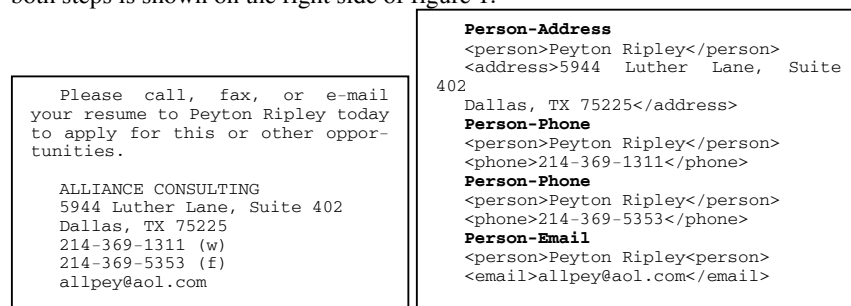 both steps is shown on the right side of figure 1.
Please call, fax, or e-mail
your resume to Peyton Ripley today
to apply for this or other oppor-
tunities.
ALLIANCE CONSULTING
5944 Luther Lane, Suite 402
Dallas, TX 75225
214-369-1311 (w)
214-369-5353 (f)
allpey@aol.com
Person-Address
<person>Peyton Ripley</person>
<address>5944 Luther Lane, Suite
402
Dallas, TX 75225</address>
Person-Phone
<person>Peyton Ripley</person>
<phone>214-369-1311</phone>
Person-Phone
<person>Peyton Ripley</person>
<phone>214-369-5353</phone>
Person-Email
<person>Peyton Ripley<person>
<email>allpey@aol.com</email>